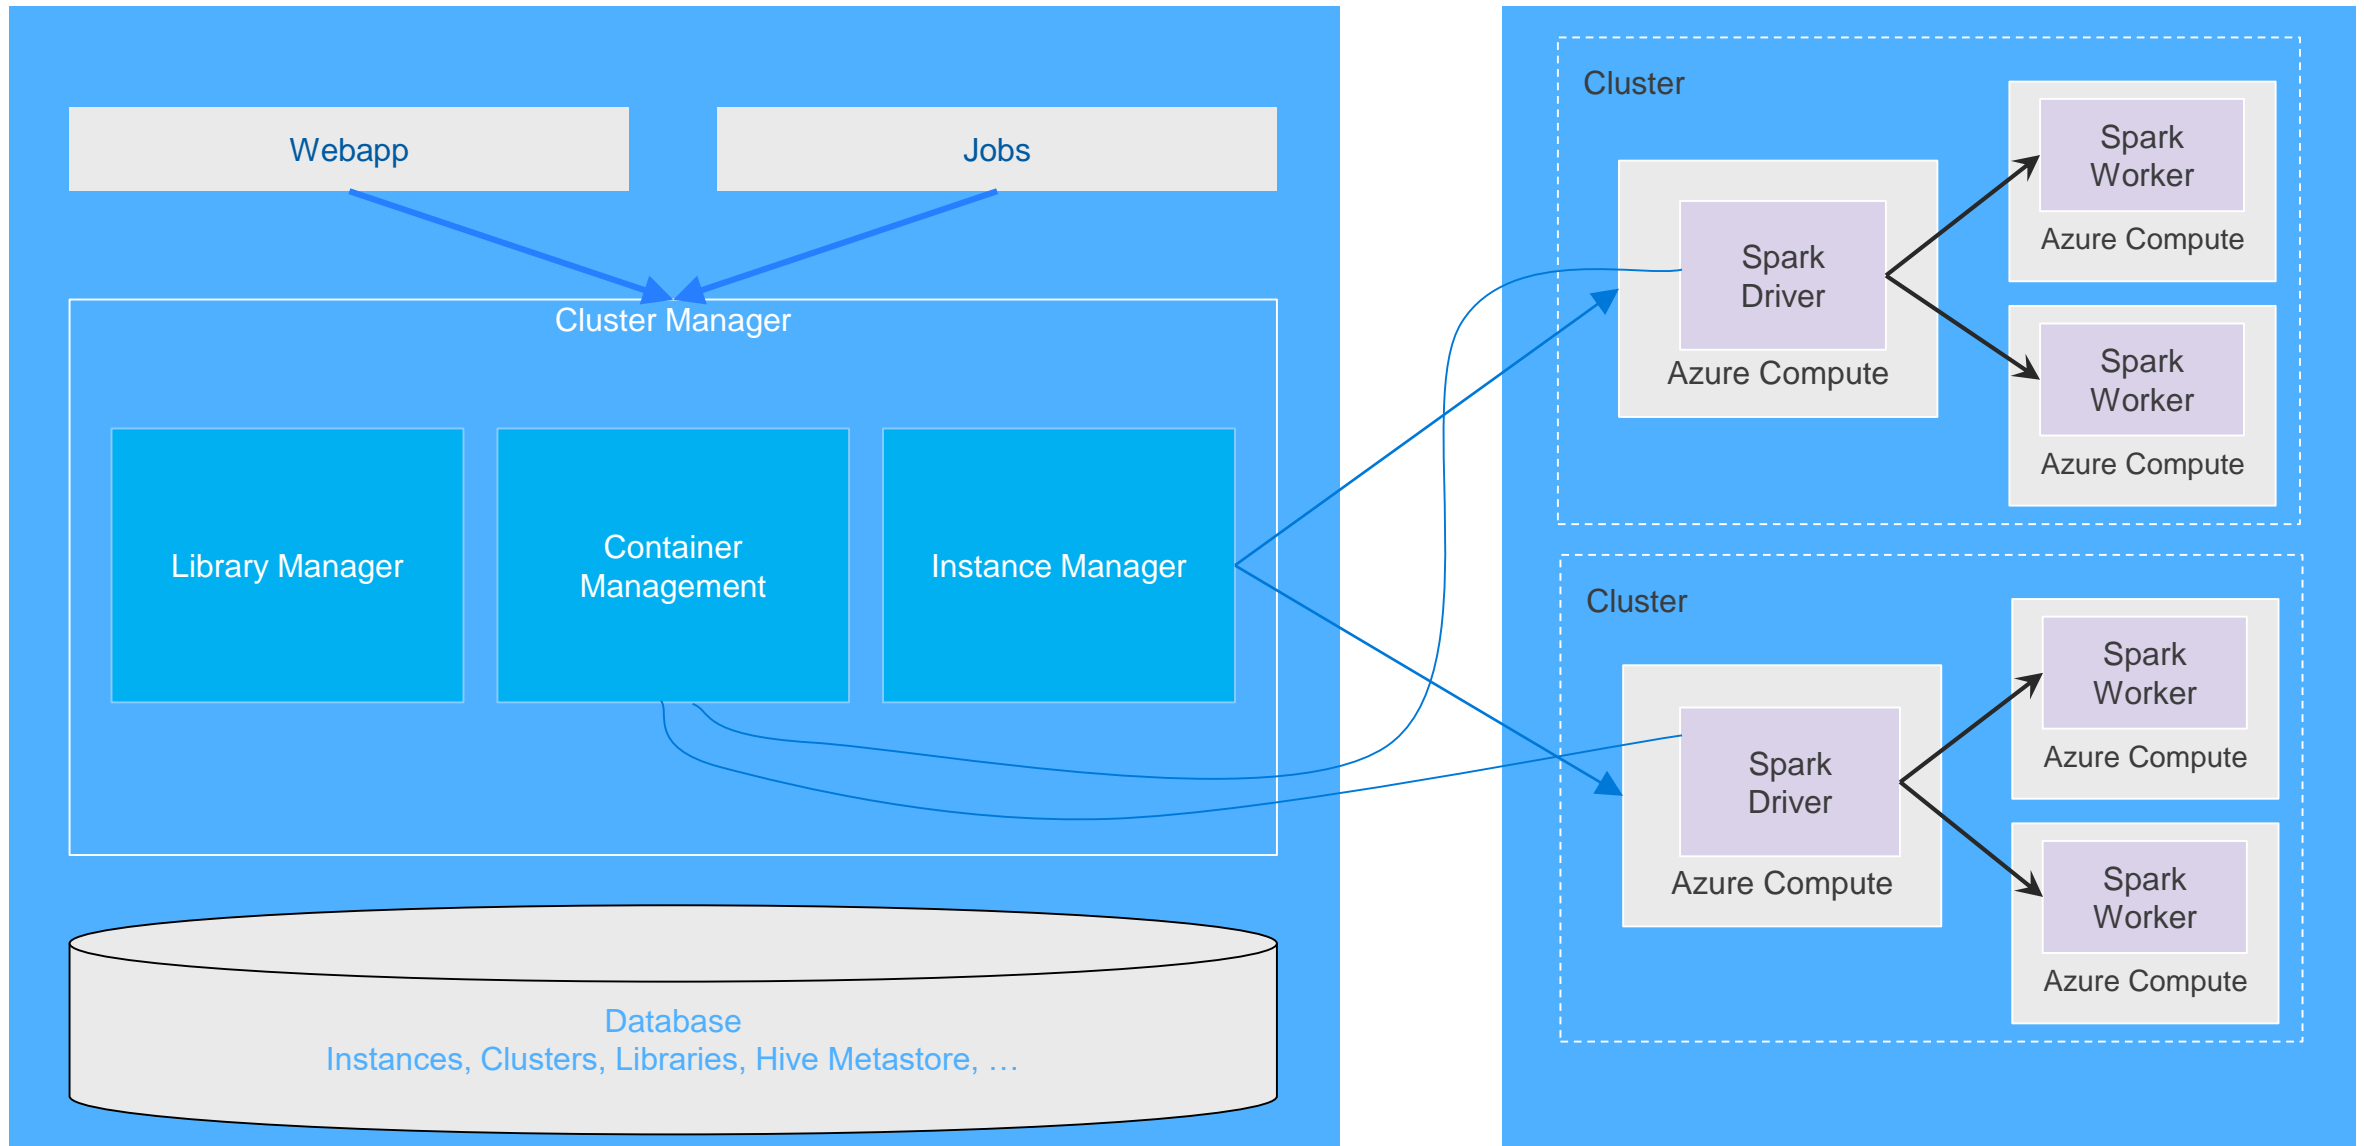 Webapp
Jobs
Cluster Manager
Library Manager
Container
Management
Instance Manager
Database
Instances, Clusters, Libraries, Hive Metastore, …
Cluster
Spark
Driver
Azure Compute
Spark
Worker
Azure Compute
Spark
Worker
Azure Compute
Cluster
Spark
Driver
Azure Compute
Spark
Worker
Azure Compute
Spark
Worker
Azure Compute